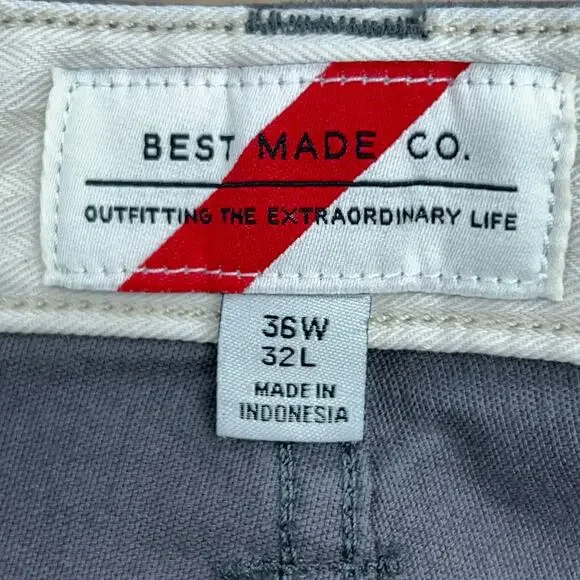 BEST MADE CO.
OUTFITTING THE EXTRAORDINARY LIFE
36W
32L
MADE IN
INDONESIA